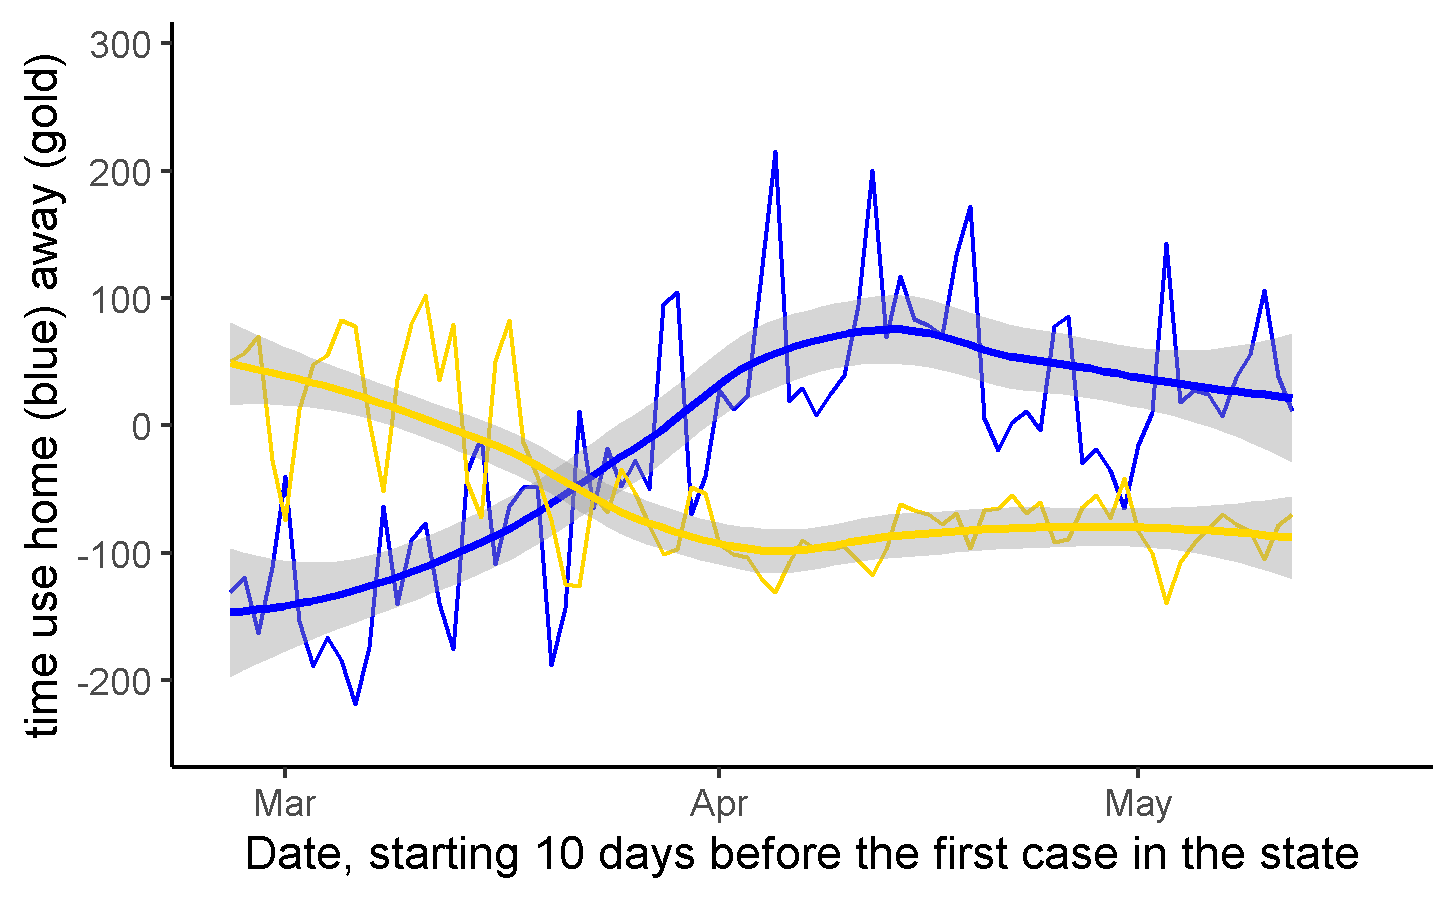 time use home (blue) away (gold)
300
200
100
0
-100
-200
Mar
Apr
May
Date, starting 10 days before the first case in the state